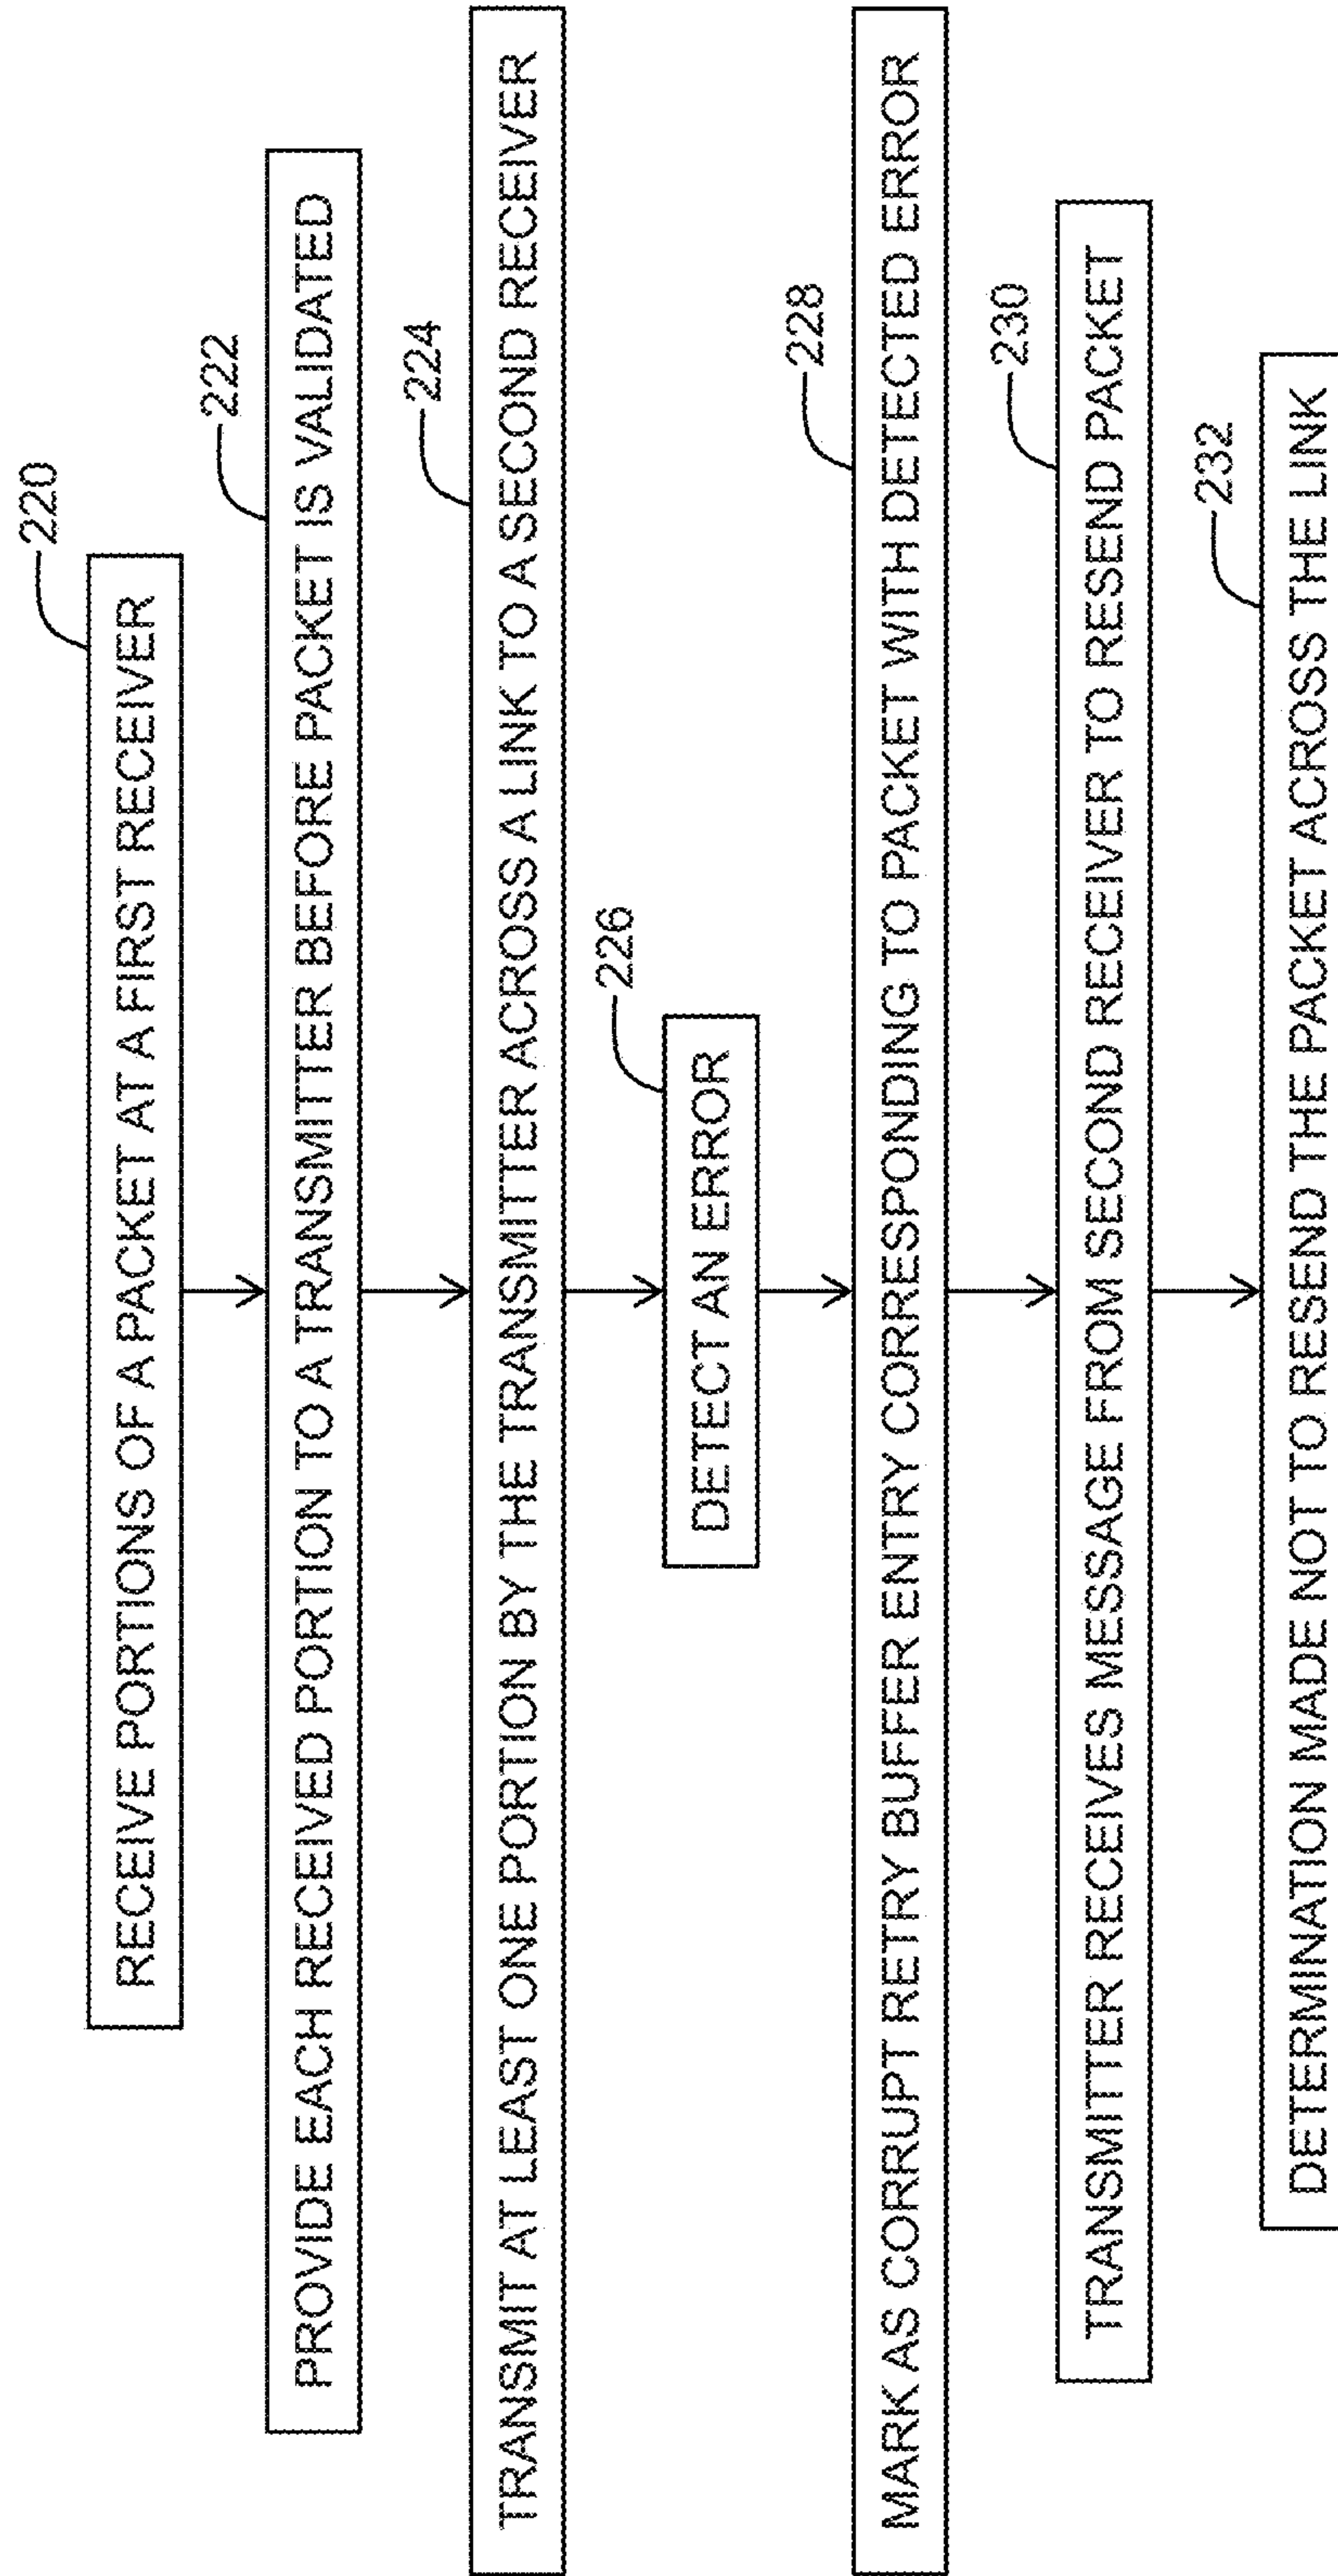 220
RECEIVE PORTIONS OF A PACKET AT A FIRST RECEIVER
222
PROVIDE EACH RECEIVED PORTION TO A TRANSMITTER BEFORE PACKET IS VALIDATED
224
TRANSMIT AT LEAST ONE PORTION BY THE TRANSMITTER ACROSS A LINK TO A SECOND RECEIVER
226
DETECT AN ERROR
228
MARK AS CORRUPT RETRY BUFFER ENTRY CORRESPONDING TO PACKET WITH DETECTED ERROR
230
TRANSMITTER RECEIVES MESSAGE FROM SECOND RECEIVER TO RESEND PACKET
232
DETERMINATION MADE NOT TO RESEND THE PACKET ACROSS THE LINK